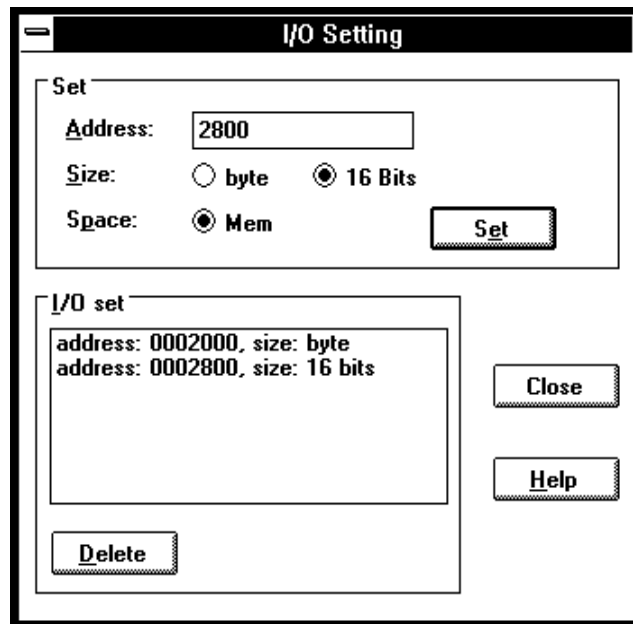 I/O Setting
Set
Address: 2800
Size: byte 16 Bits
Space: Mem
Set
I/O set
address: 0002000, size: byte
address: 0002800, size: 16 bits
Close
Help
Delete